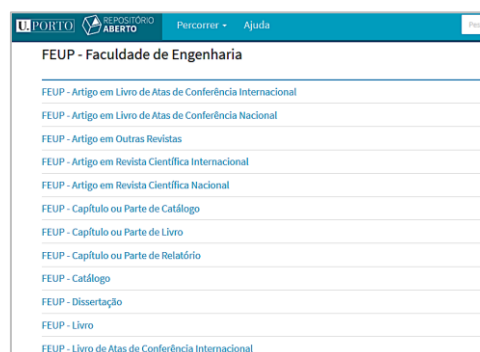 U.PORTO REPOSITÓRIO ABERTO Percorrer Ajuda
FEUP - Faculdade de Engenharia
FEUP - Artigo em Livro de Atas de Conferência Internacional
FEUP - Artigo em Livro de Atas de Conferência Nacional
FEUP - Artigo em Outras Revistas
FEUP - Artigo em Revista Científica Internacional
FEUP - Artigo em Revista Científica Nacional
FEUP - Capítulo ou Parte de Catálogo
FEUP - Capítulo ou Parte de Livro
FEUP - Capítulo ou Parte de Relatório
FEUP - Catálogo
FEUP - Dissertação
FEUP - Livro
FEUP - Livro de Atas de Conferência Internacional